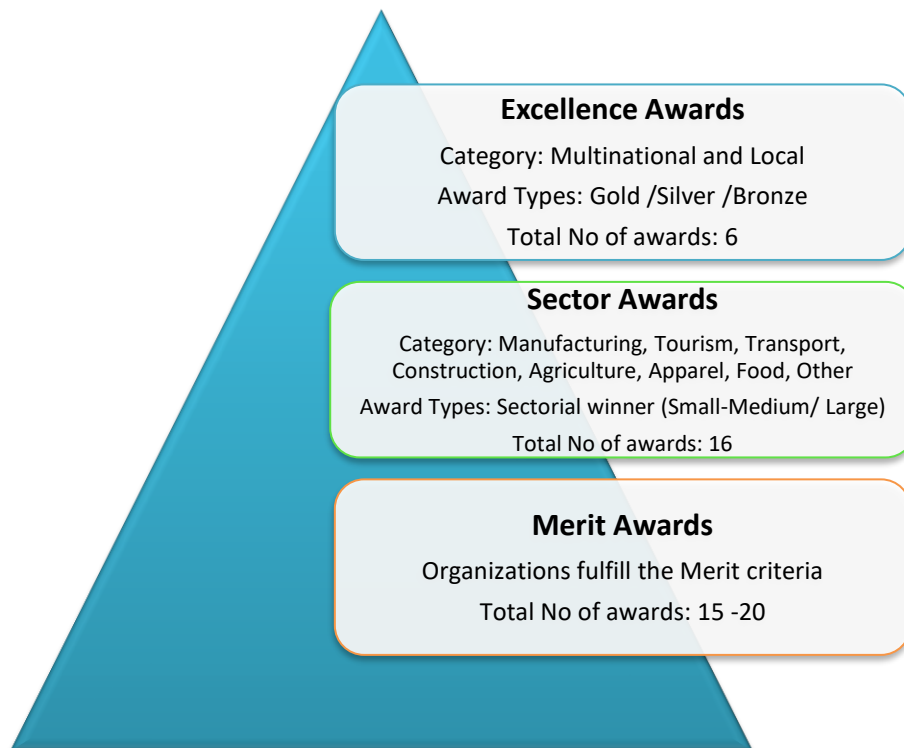 Excellence Awards
Category: Multinational and Local
Award Types: Gold /Silver /Bronze
Total No of awards: 6
Sector Awards
Category: Manufacturing, Tourism, Transport,
Construction, Agriculture, Apparel, Food, Other
Award Types: Sectorial winner (Small-Medium/ Large)
Total No of awards: 16
Merit Awards
Organizations fulfill the Merit criteria
Total No of awards: 15 -20